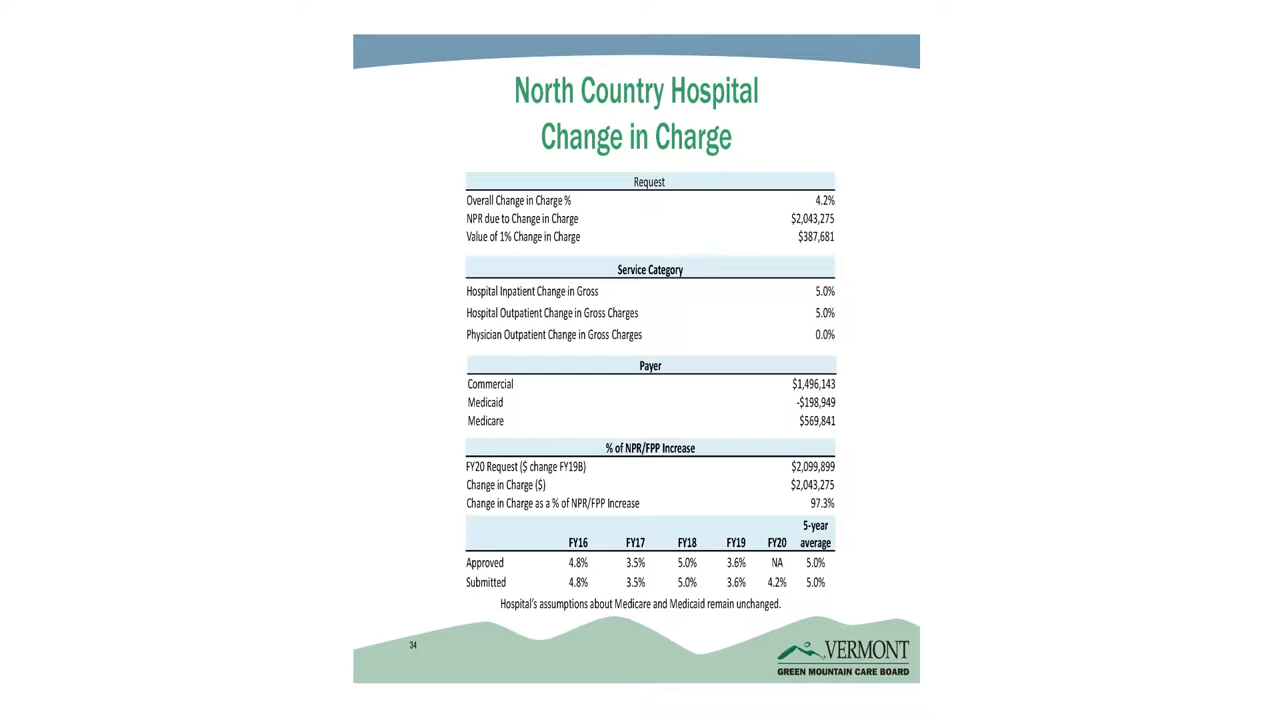 North Country Hospital
Change in Charge
Request
Overall Change in Charge % 4.2%
NPR due to Change in Charge $2,043,275
Value of 1% Change in Charge $387,681
Service Category
Hospital Inpatient Change in Gross 5.0%
Hospital Outpatient Change in Gross Charges 5.0%
Physician Outpatient Change in Gross Charges 0.0%
Payer
Commercial $1,496,143
Medicaid -$198,949
Medicare $569,841
% of NPR/FPP Increase
FY20 Request ($ change FY19B) $2,099,899
Change in Charge ($) $2,043,275
Change in Charge as a % of NPR/FPP Increase 97.3%
FY16 FY17 FY18 FY19 FY20 5-year average
Approved 4.8% 3.5% 5.0% 3.6% NA 5.0%
Submitted 4.8% 3.5% 5.0% 3.6% 4.2% 5.0%
Hospital's assumptions about Medicare and Medicaid remain unchanged.
34
VERMONT
GREEN MOUNTAIN CARE BOARD